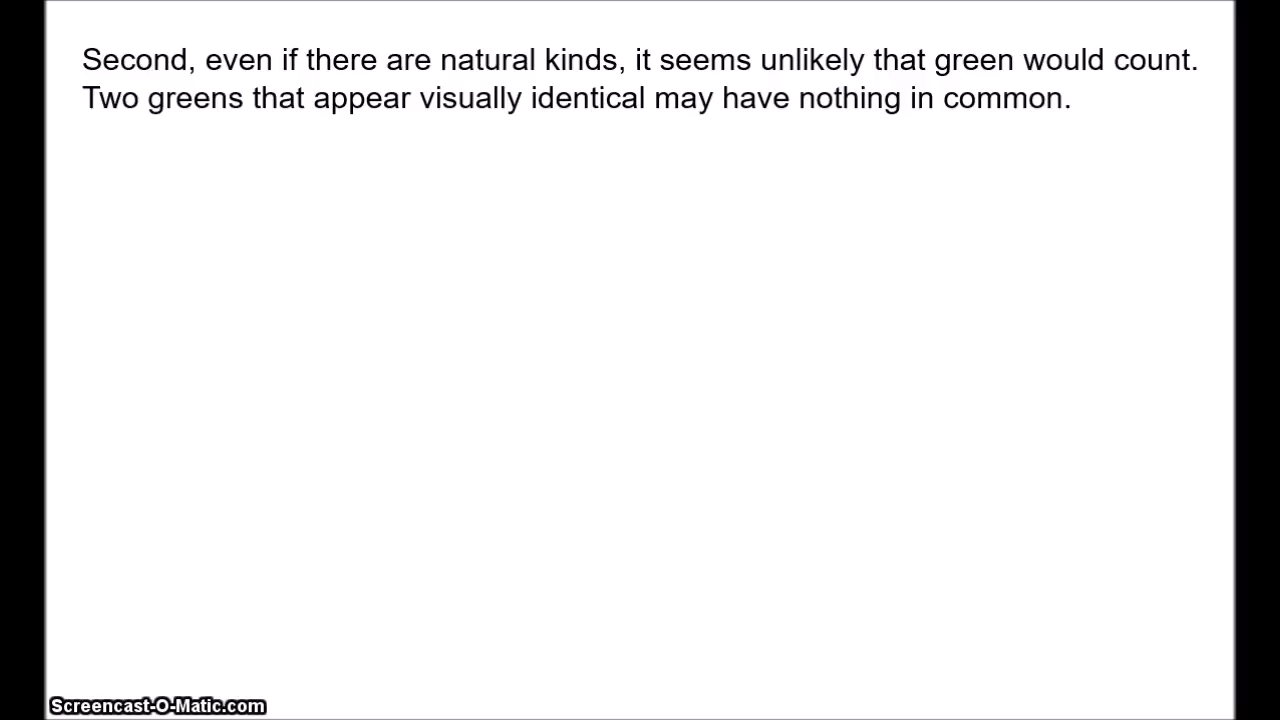 Second, even if there are natural kinds, it seems unlikely that green would count.
Two greens that appear visually identical may have nothing in common.
Screencast-O-Matic.com